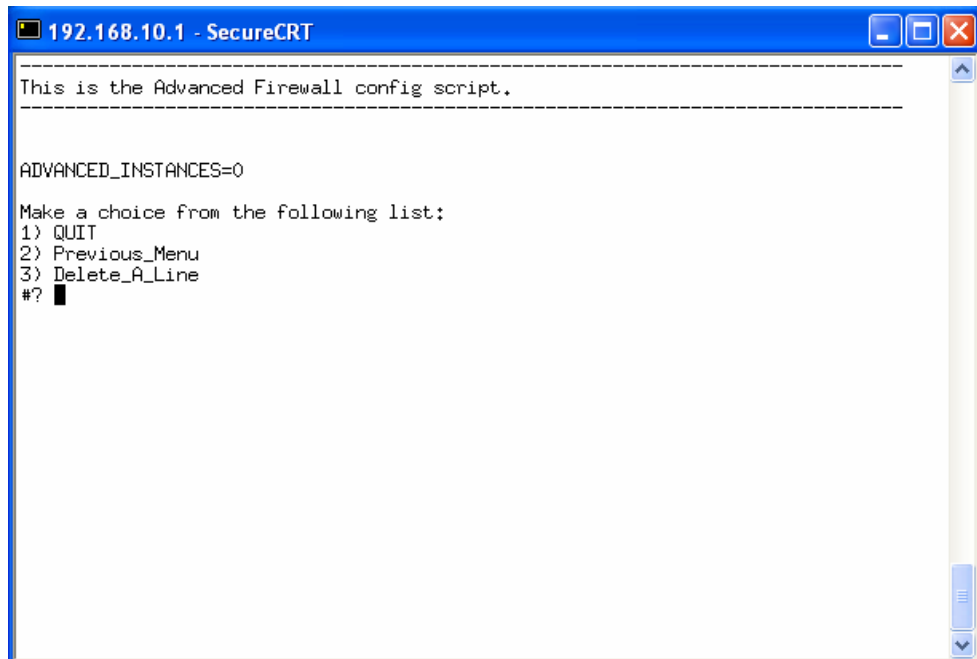 192.168.10.1 - SecureCRT
-------------------------------------------------------------------------------
This is the Advanced Firewall config script.
-------------------------------------------------------------------------------
ADVANCED_INSTANCES=0
Make a choice from the following list:
1) QUIT
2) Previous_Menu
3) Delete_A_Line
#?